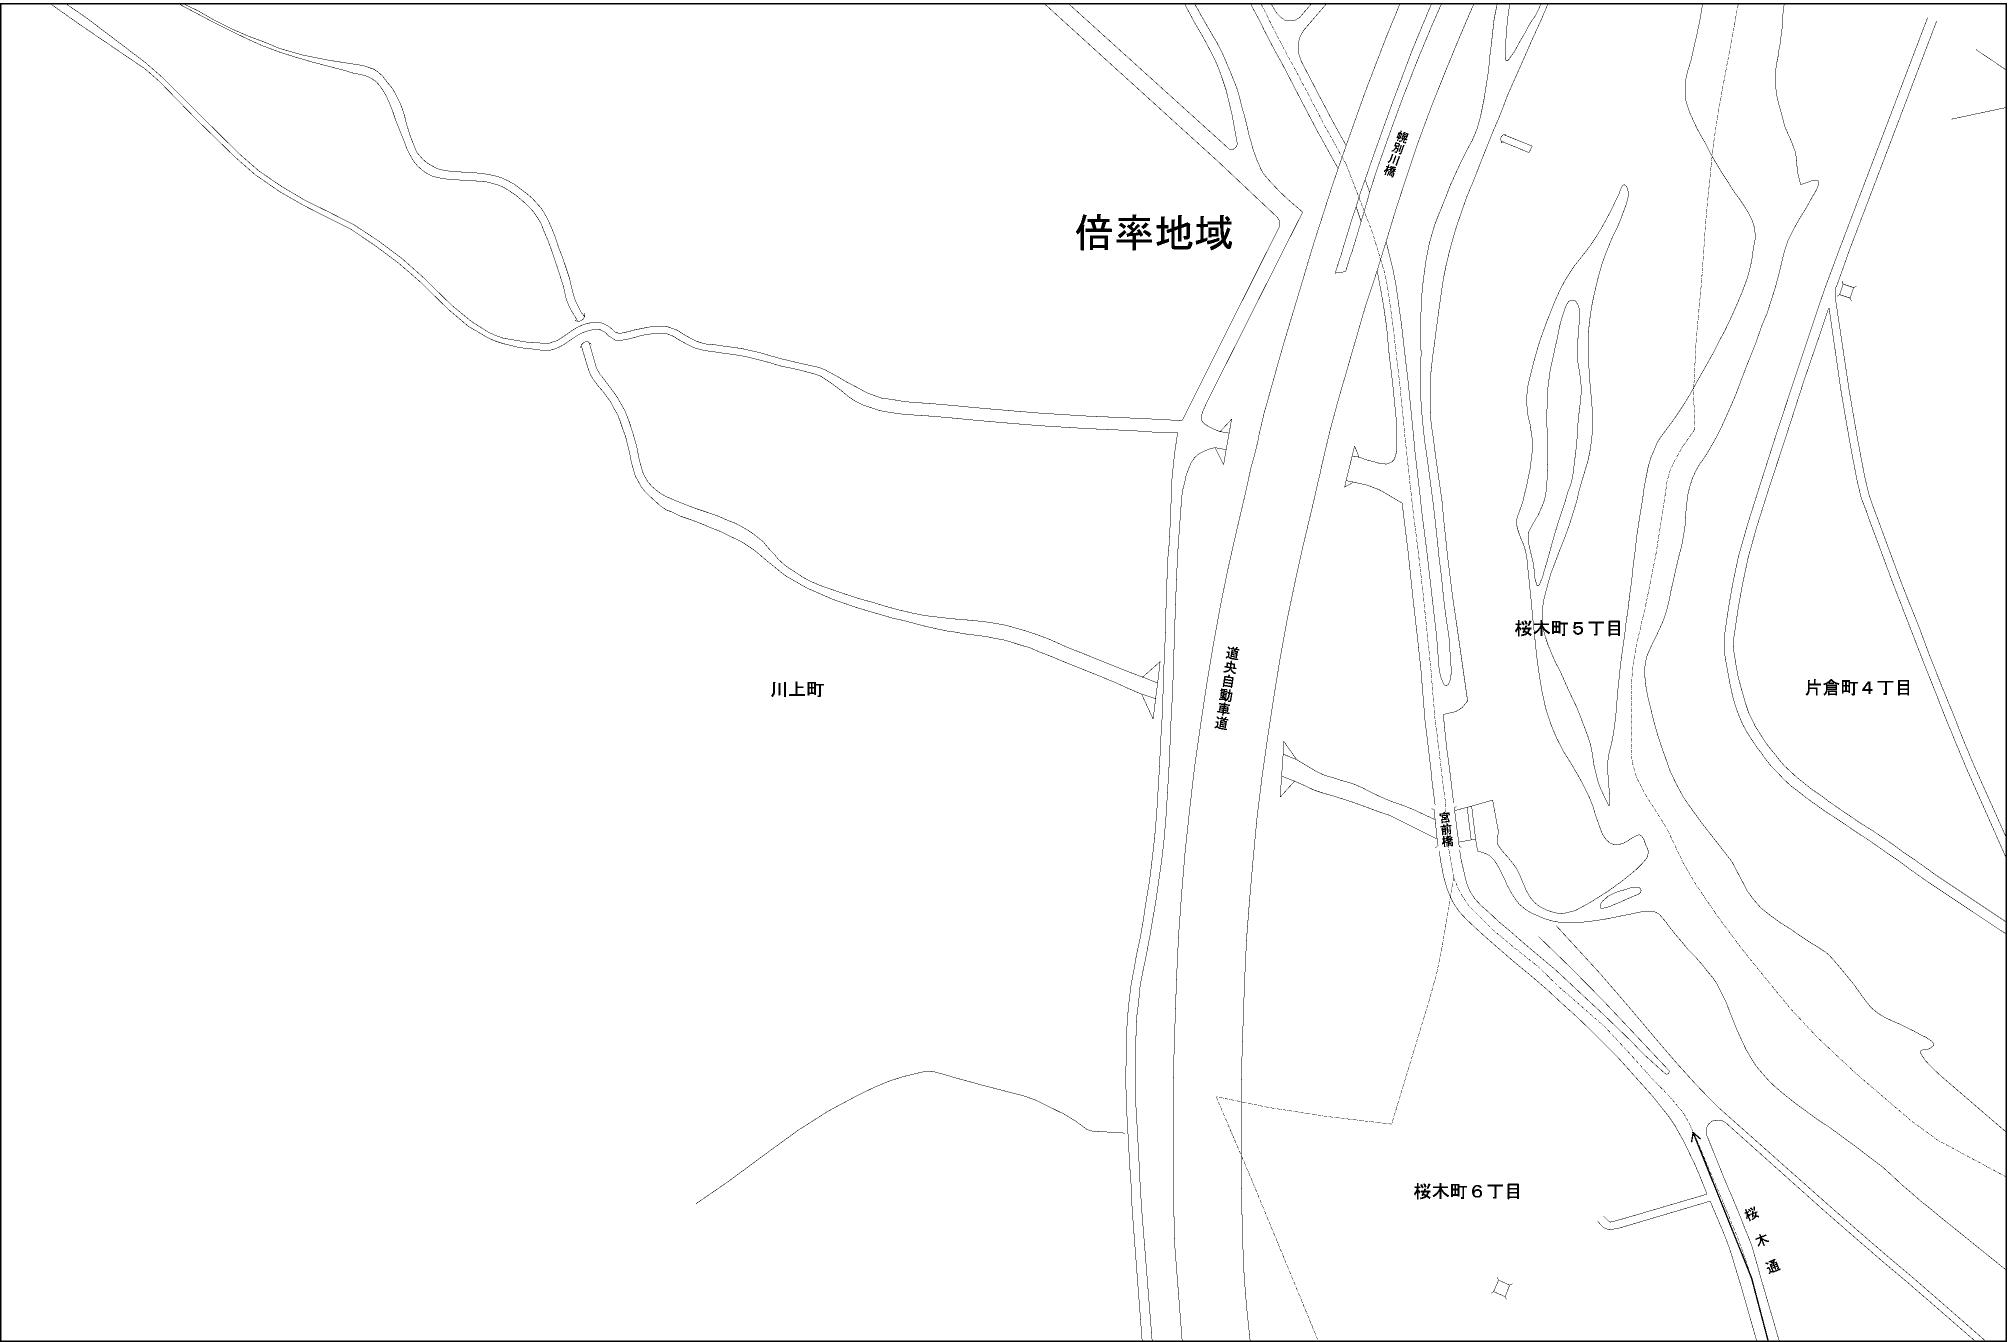 幌別川橋
倍率地域
桜木町５丁目
道央自動車道
川上町
片倉町４丁目
宮前橋
桜木町６丁目
桜木通